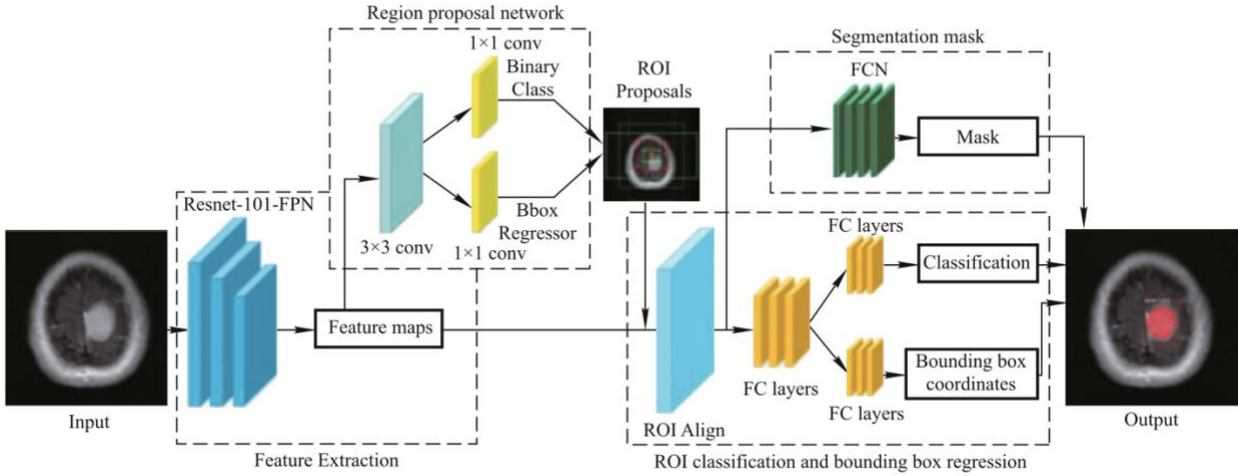 Region proposal network
1×1 conv
Binary
Class
ROI
Proposals
Segmentation mask
FCN
Mask
Resnet-101-FPN
3×3 conv
Bbox
Regressor
1×1 conv
Feature maps
FC layers
Classification
FC layers
Bounding box
coordinates
FC layers
Input
ROI Align
Output
Feature Extraction
ROI classification and bounding box regression